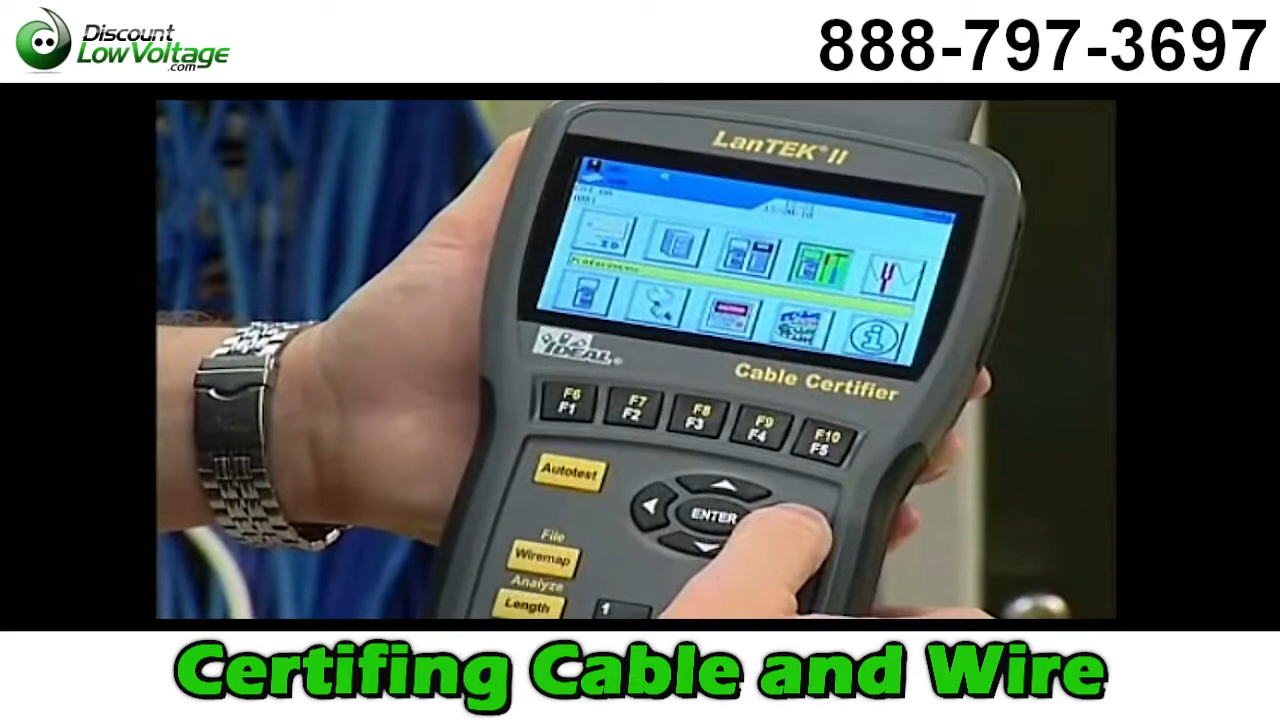 Discount
LowVoltage
.com
888-797-3697
LanTEK® II
Preferences
IDEAL®
Cable Certifier
F6 F7 F8 F9 F10
F1 F2 F3 F4 F5
Autotest
ENTER
File
Wiremap
Analyze
Length
1
Certifing Cable and Wire